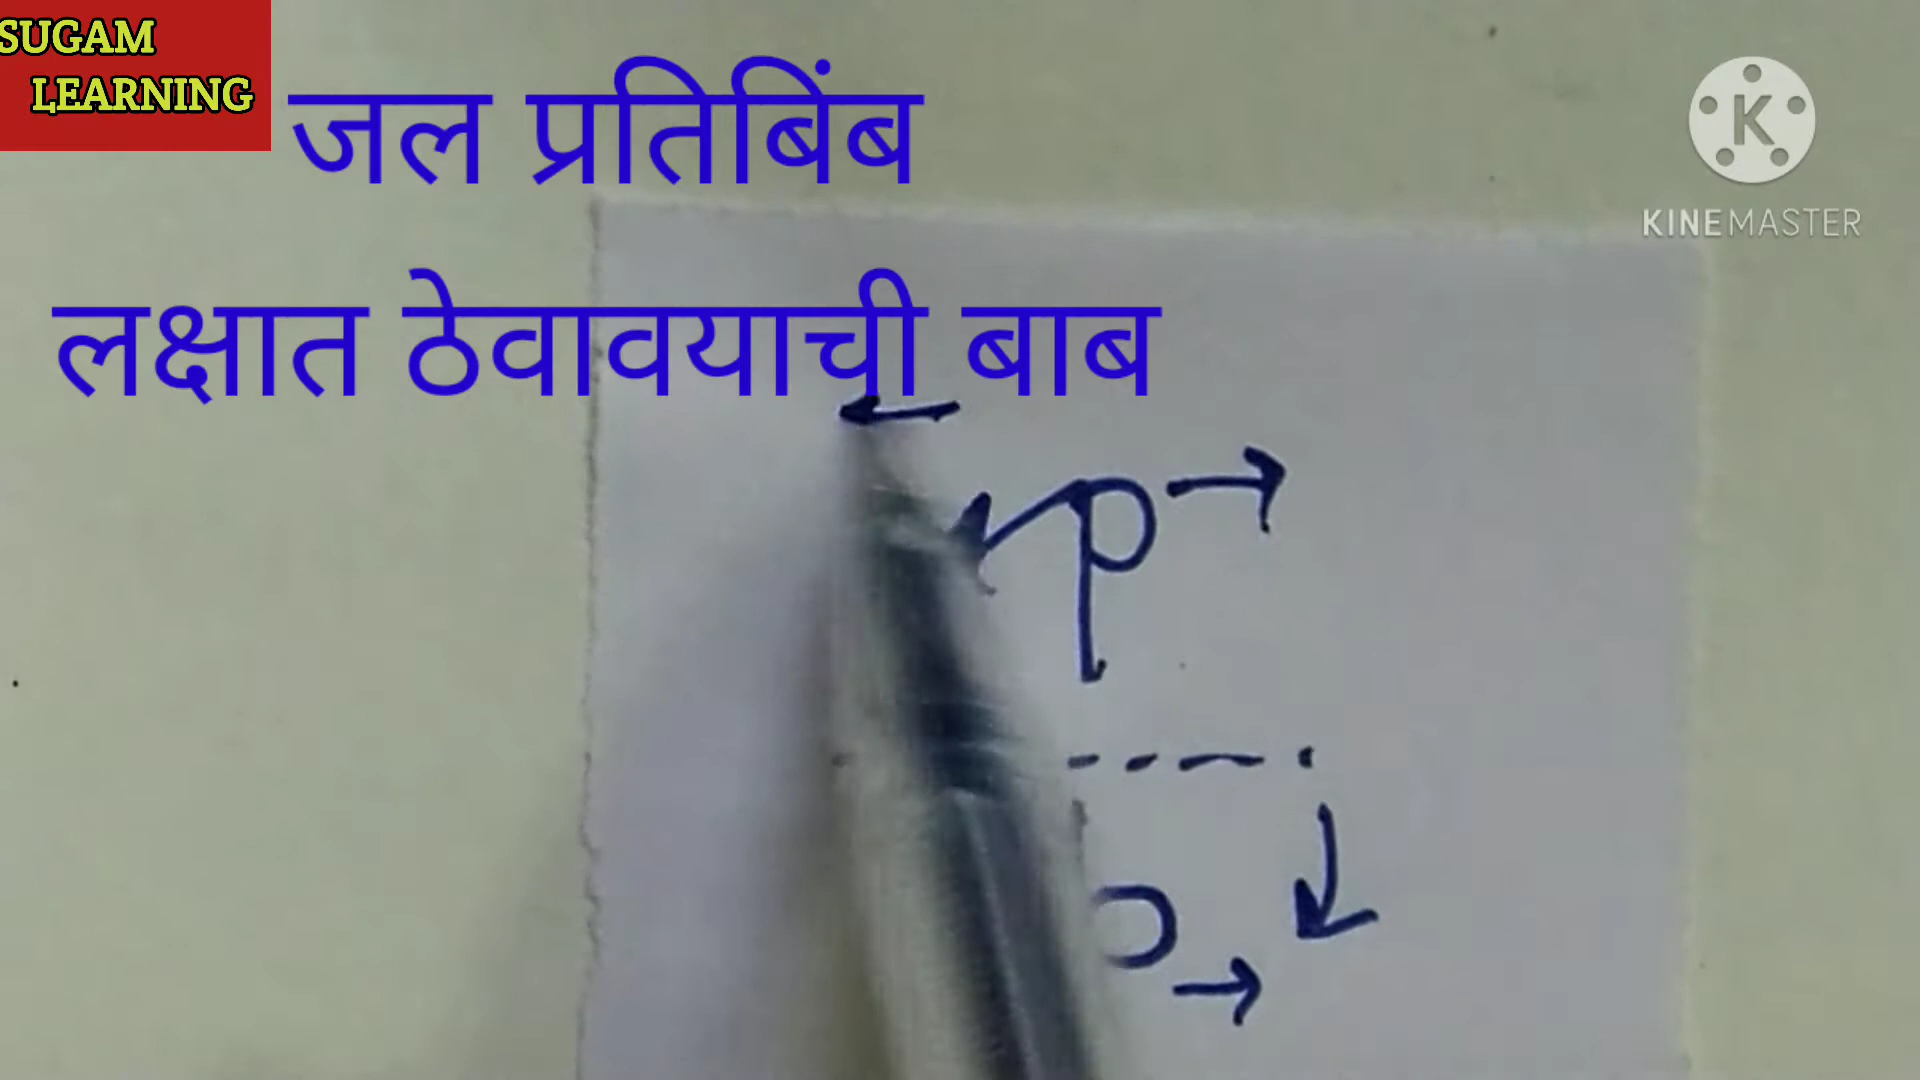 SUGAM
LEARNING
जल प्रतिबिंब
लक्षात ठेवावयाची बाब
K
KINEMASTER
p